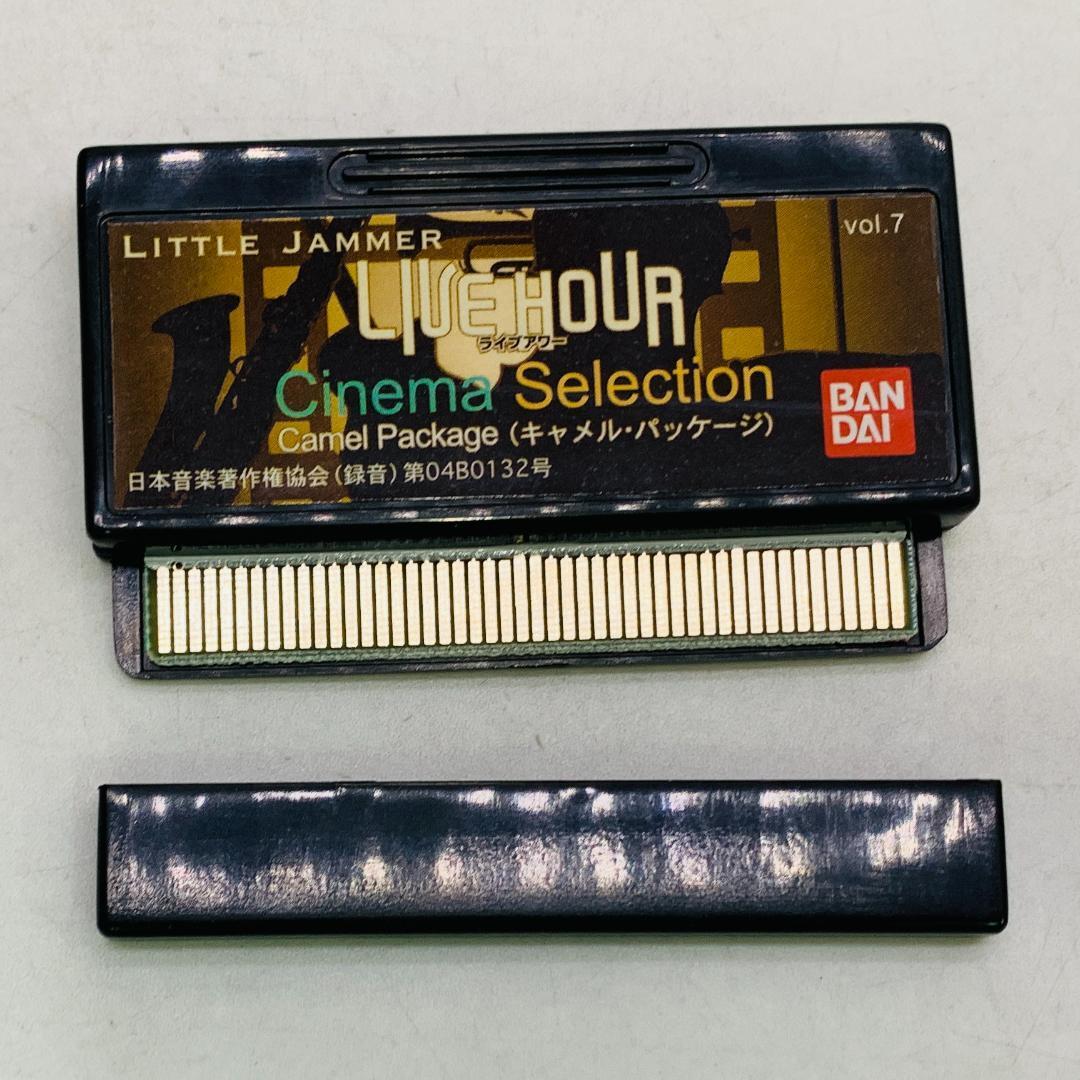 LITTLE JAMMER
vol.7
LIVE HOUR
ライブアワー
Cinema Selection
Camel Package (キャメル・パッケージ)
BAN
DAI
日本音楽著作権協会(録音)第04B0132号